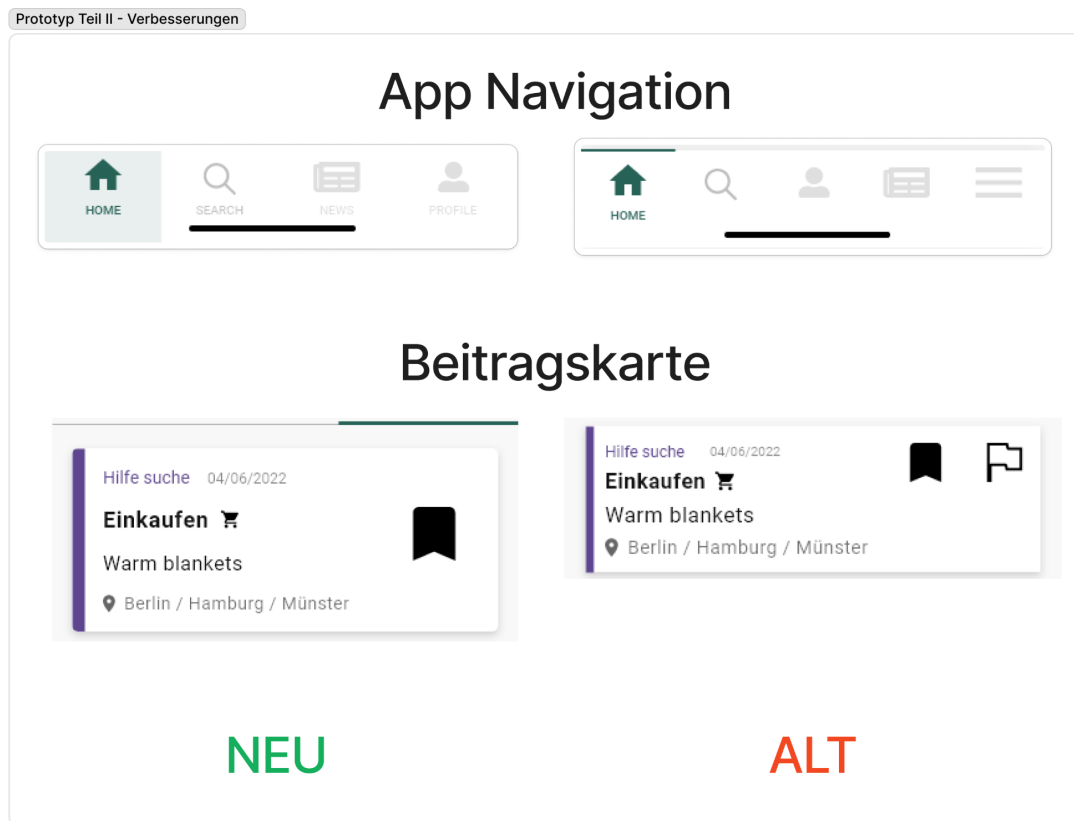 Prototyp Teil II - Verbesserungen
App Navigation
HOME
SEARCH
NEWS
PROFILE
HOME
Beitragskarte
Hilfe suche 04/06/2022
Einkaufen
Warm blankets
Berlin / Hamburg / Münster
Hilfe suche 04/06/2022
Einkaufen
Warm blankets
Berlin / Hamburg / Münster
NEU
ALT